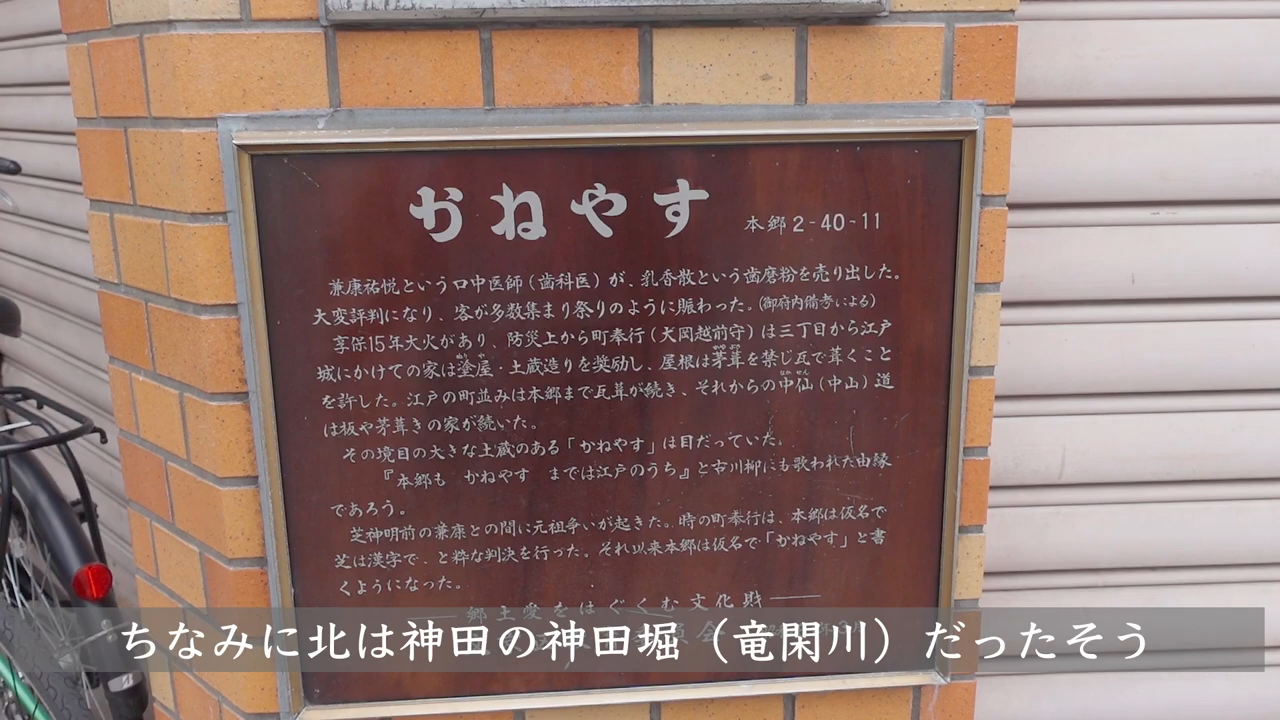 かねやす 本郷2-40-11
兼康祐悦という口中医師(歯科医)が、乳香散という歯磨粉を売り出した。
大変評判になり、客が多数集まり祭りのように賑わった。(御府内備考による)
享保15年大火があり、防災上から町奉行(大岡越前守)は三丁目から江戸
城にかけての家は塗屋・土蔵造りを奨励し、屋根は茅葺を禁じ瓦で葺くこと
を許した。江戸の町並みは本郷まで瓦葺が続き、それからの中仙(中山)道
は板や茅葺きの家が続いた。
その境目の大きな土蔵のある「かねやす」は目だっていた。
『本郷も かねやす までは江戸のうち』と古川柳にも歌われた由縁
であろう。
芝神明前の兼康との間に元祖争いが起きた。時の町奉行は、本郷は仮名で
芝は漢字で、と粋な判決を行った。それ以来本郷は仮名で「かねやす」と書
くようになった。
郷土愛をはぐくむ文化財
ちなみに北は神田の神田堀（竜閑川）だったそう